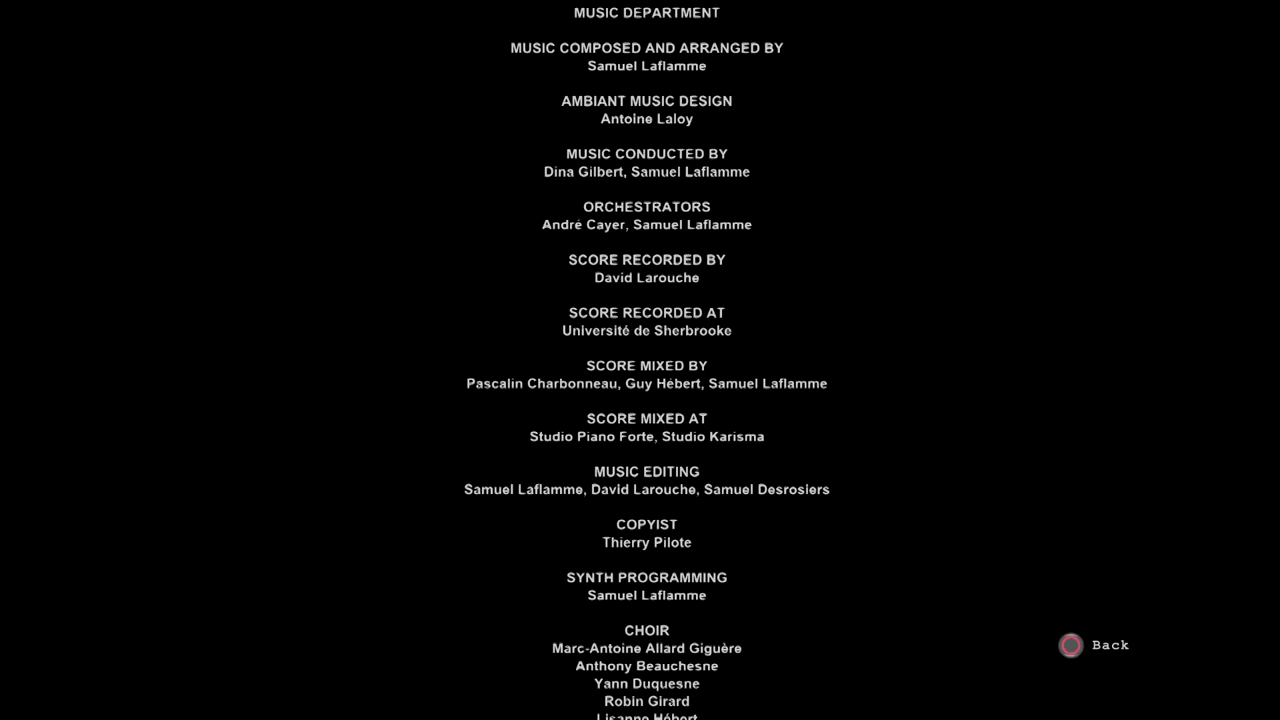 MUSIC DEPARTMENT
MUSIC COMPOSED AND ARRANGED BY
Samuel Laflamme
AMBIANT MUSIC DESIGN
Antoine Laloy
MUSIC CONDUCTED BY
Dina Gilbert, Samuel Laflamme
ORCHESTRATORS
André Cayer, Samuel Laflamme
SCORE RECORDED BY
David Larouche
SCORE RECORDED AT
Université de Sherbrooke
SCORE MIXED BY
Pascalin Charbonneau, Guy Hébert, Samuel Laflamme
SCORE MIXED AT
Studio Piano Forte, Studio Karisma
MUSIC EDITING
Samuel Laflamme, David Larouche, Samuel Desrosiers
COPYIST
Thierry Pilote
SYNTH PROGRAMMING
Samuel Laflamme
CHOIR
Marc-Antoine Allard Giguère
Anthony Beauchesne
Yann Duquesne
Robin Girard
Lisanne Hébert
Back